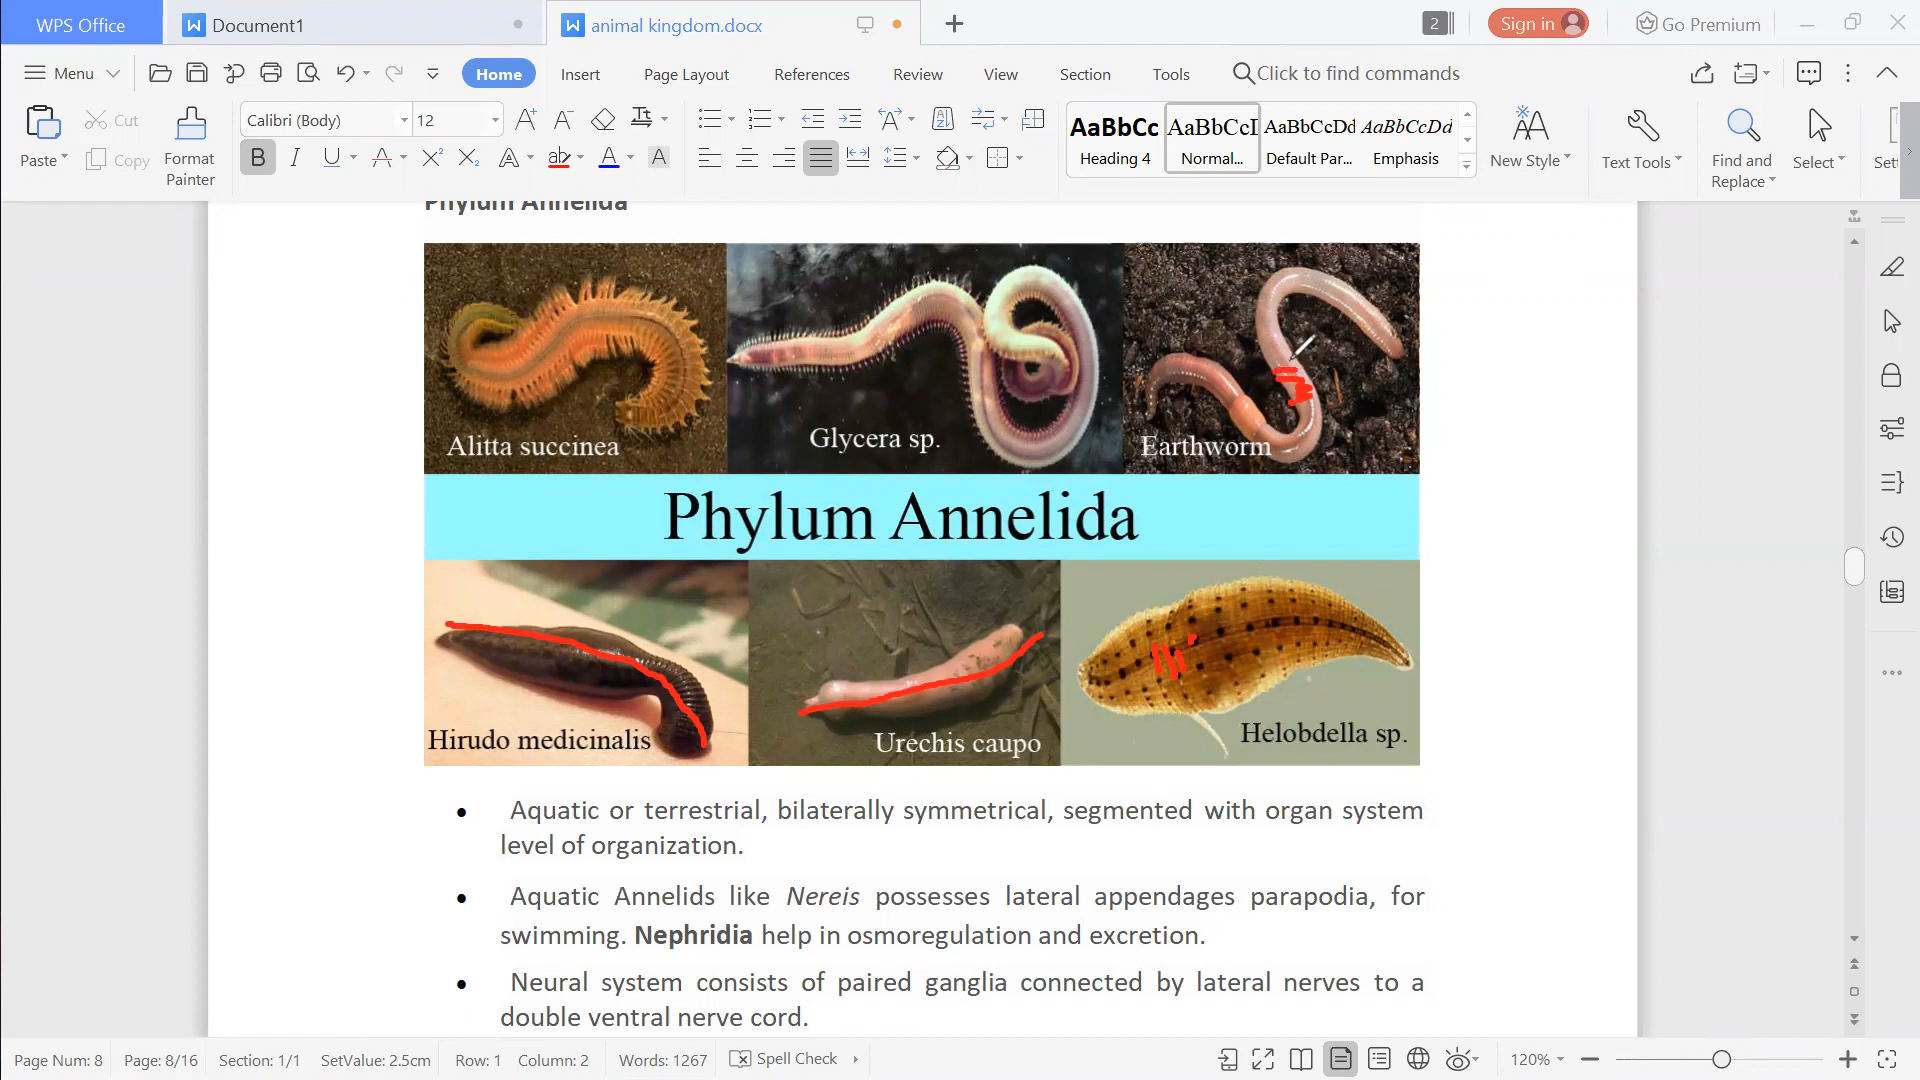 WPS Office
Document1
animal kingdom.docx
2
Sign in
Go Premium
Menu
Home
Insert
Page Layout
References
Review
View
Section
Tools
Click to find commands
Paste
Cut
Copy
Format
Painter
Calibri (Body)
12
AaBbCc
Heading 4
AaBbCcD
Normal...
AaBbCcDd
Default Par...
AaBbCcDd
Emphasis
New Style
Text Tools
Find and
Replace
Select
Phylum Annelida
Alitta succinea
Glycera sp.
Earthworm
Phylum Annelida
Hirudo medicinalis
Urechis caupo
Helobdella sp.
• Aquatic or terrestrial, bilaterally symmetrical, segmented with organ system
level of organization.
• Aquatic Annelids like Nereis possesses lateral appendages parapodia, for
swimming. Nephridia help in osmoregulation and excretion.
• Neural system consists of paired ganglia connected by lateral nerves to a
double ventral nerve cord.
Page Num: 8
Page: 8/16
Section: 1/1
SetValue: 2.5cm
Row: 1
Column: 2
Words: 1267
Spell Check
120%